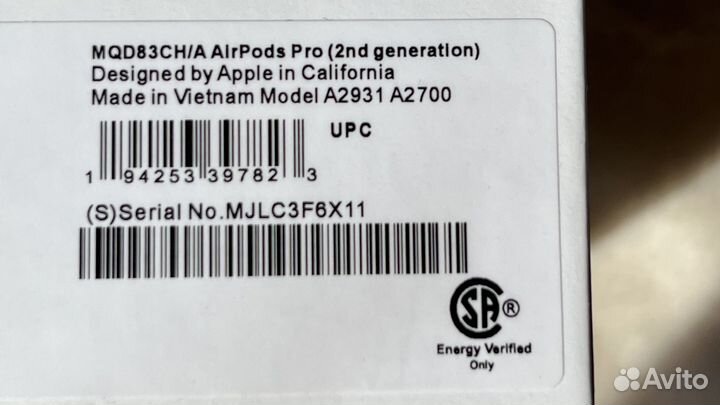 MQD83CH/A AirPods Pro (2nd generation)
Designed by Apple in California
Made in Vietnam Model A2931 A2700
UPC
1 94253 39782 3
(S)Serial No.MJLC3F6X11
SA ®
Energy Verified
Only
Avito